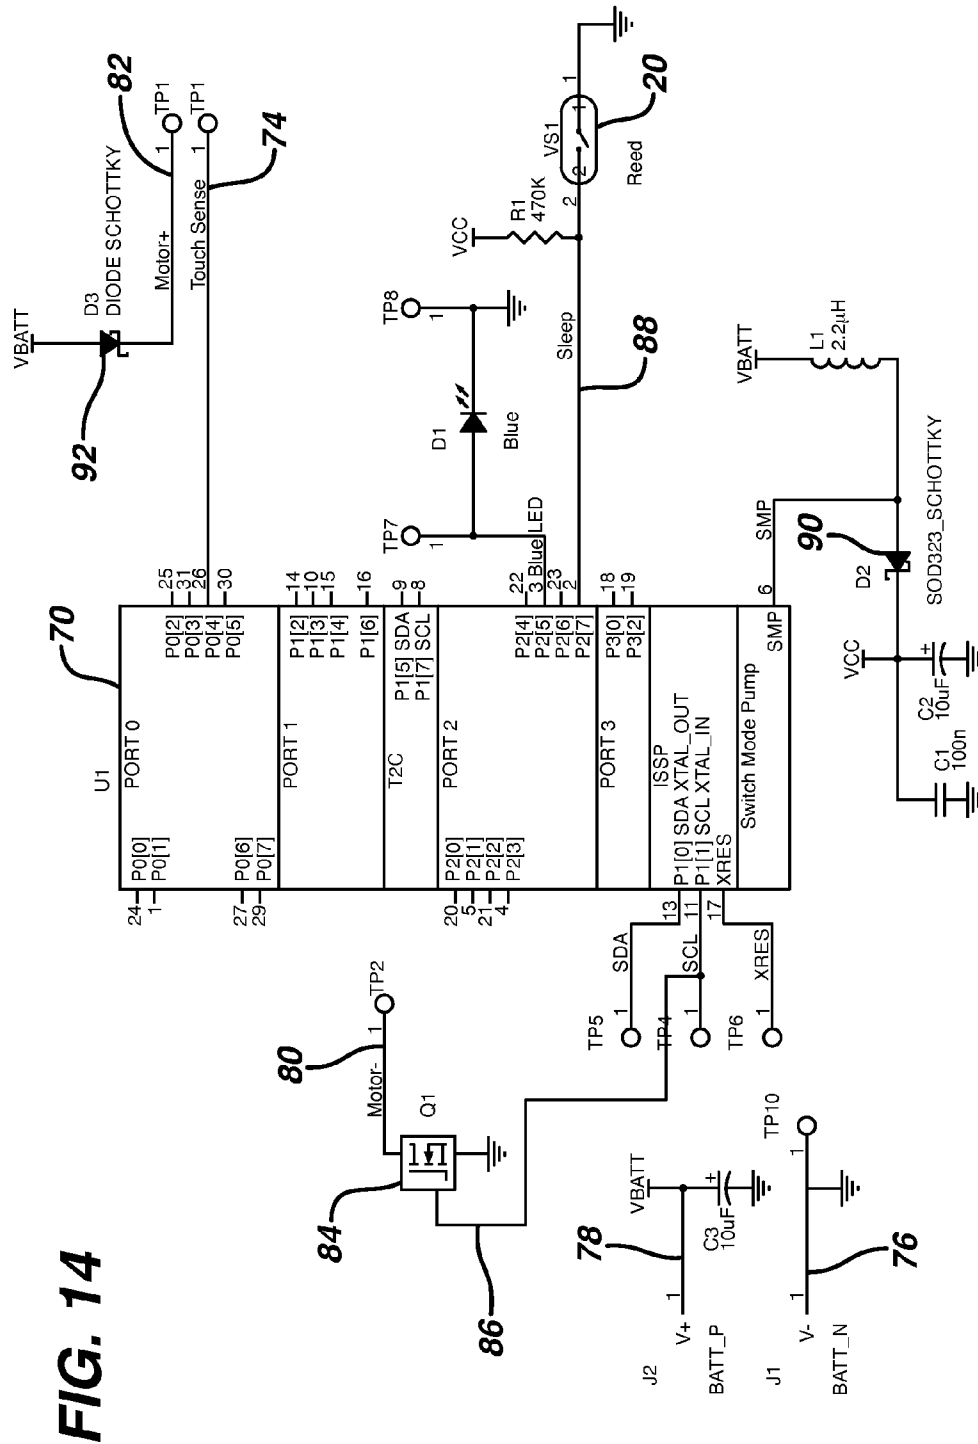 FIG. 14
U1
70
PORT 0
24 P0[0]
1 P0[1]
27 P0[6]
29 P0[7]
P0[2] 25
P0[3] 31
P0[4] 26
P0[5] 30
PORT 1
P1[2] 14
P1[3] 10
P1[4] 15
P1[6] 16
T2C
P1[5] SDA 9
P1[7] SCL 8
PORT 2
20 P2[0]
5 P2[1]
21 P2[2]
4 P2[3]
P2[4] 22
P2[5] 3 Blue LED
P2[6] 23
P2[7] 2
PORT 3
P3[0] 18
P3[2] 19
ISSP
13 P1[0] SDA XTAL_OUT
11 P1[1] SCL XTAL_IN
17 XRES
Switch Mode Pump
SMP 6
SMP
VBATT
D3
DIODE SCHOTTKY
92
Motor+
82
1 TP1
Touch Sense
74
1 TP1
TP7
1
D1
Blue
TP8
1
Sleep
88
VCC
R1
470K
2
VS1
2 1
Reed
1
20
VBATT
L1
2.2µH
90
D2
SOD323_SCHOTTKY
VCC
C2
10uF
+
C1
100n
TP5 1 SDA
TP4 1 SCL
TP6 1 XRES
80
Motor-
1 TP2
Q1
84
86
VBATT
78
C3
10uF
+
J2
V+ 1
BATT_P
76
J1
V- 1
BATT_N
1 TP10